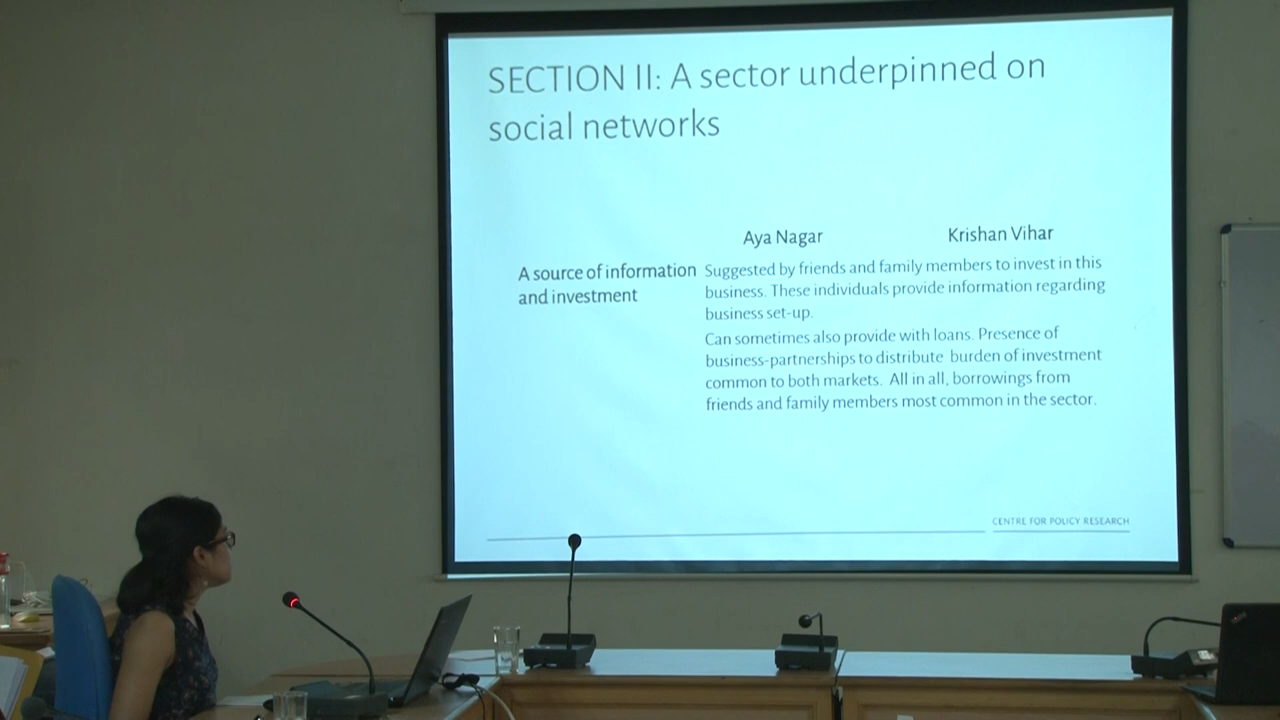 SECTION II: A sector underpinned on
social networks
Aya Nagar
Krishan Vihar
A source of information
and investment
Suggested by friends and family members to invest in this
business. These individuals provide information regarding
business set-up.
Can sometimes also provide with loans. Presence of
business-partnerships to distribute burden of investment
common to both markets. All in all, borrowings from
friends and family members most common in the sector.
CENTRE FOR POLICY RESEARCH